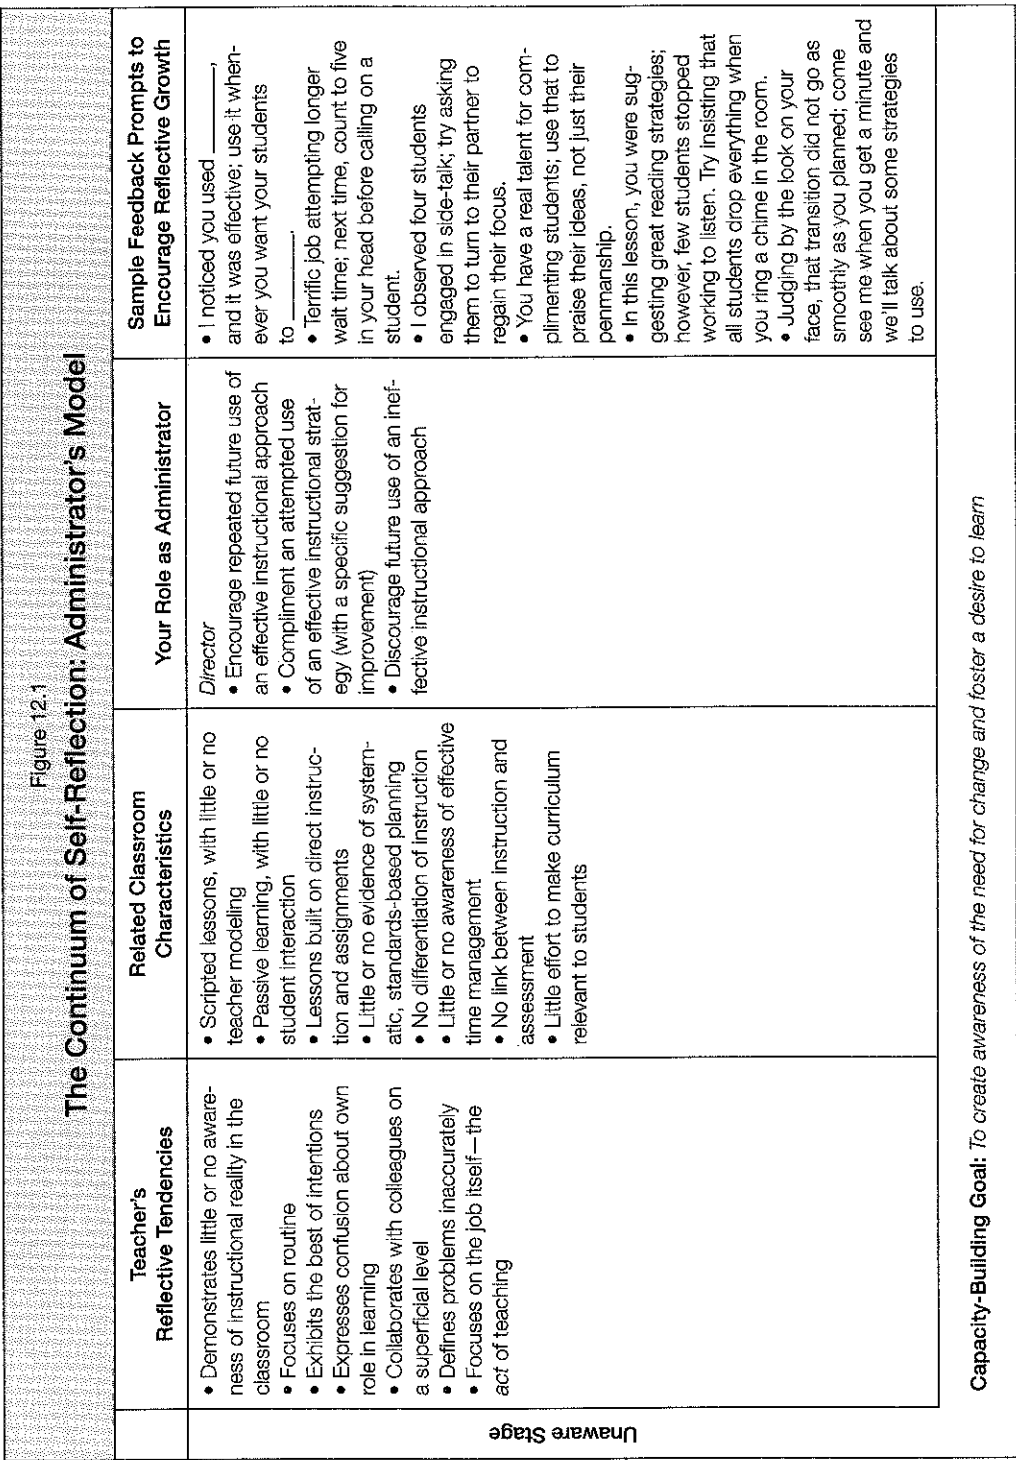 Figure 12.1
The Continuum of Self-Reflection: Administrator's Model
Teacher's
Reflective Tendencies
Related Classroom
Characteristics
Your Role as Administrator
Sample Feedback Prompts to
Encourage Reflective Growth
Unaware Stage
• Demonstrates little or no aware-
ness of instructional reality in the
classroom
• Focuses on routine
• Exhibits the best of intentions
• Expresses confusion about own
role in learning
• Collaborates with colleagues on
a superficial level
• Defines problems inaccurately
• Focuses on the job itself—the
act of teaching
• Scripted lessons, with little or no
teacher modeling
• Passive learning, with little or no
student interaction
• Lessons built on direct instruc-
tion and assignments
• Little or no evidence of system-
atic, standards-based planning
• No differentiation of instruction
• Little or no awareness of effective
time management
• No link between instruction and
assessment
• Little effort to make curriculum
relevant to students
Director
• Encourage repeated future use of
an effective instructional approach
• Compliment an attempted use
of an effective instructional strat-
egy (with a specific suggestion for
improvement)
• Discourage future use of an inef-
fective instructional approach
• I noticed you used ______,
and it was effective; use it when-
ever you want your students
to ______.
• Terrific job attempting longer
wait time; next time, count to five
in your head before calling on a
student.
• I observed four students
engaged in side-talk; try asking
them to turn to their partner to
regain their focus.
• You have a real talent for com-
plimenting students; use that to
praise their ideas, not just their
penmanship.
• In this lesson, you were sug-
gesting great reading strategies;
however, few students stopped
working to listen. Try insisting that
all students drop everything when
you ring a chime in the room.
• Judging by the look on your
face, that transition did not go as
smoothly as you planned; come
see me when you get a minute and
we'll talk about some strategies
to use.
Capacity-Building Goal: To create awareness of the need for change and foster a desire to learn